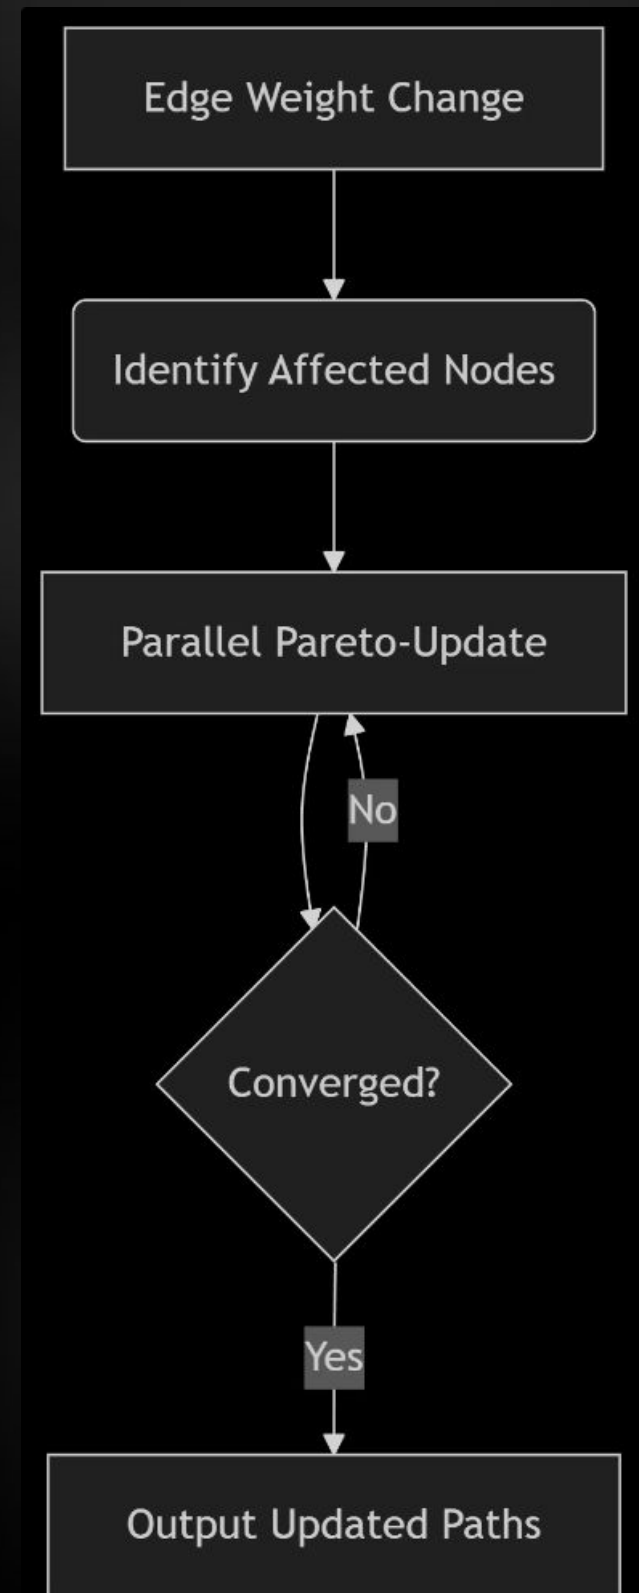 Edge Weight Change
Identify Affected Nodes
Parallel Pareto-Update
No
Converged?
Yes
Output Updated Paths